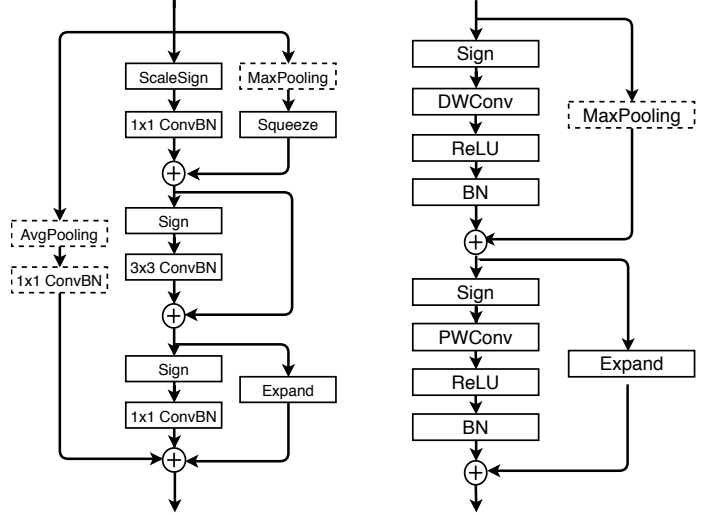 ScaleSign
MaxPooling
1x1 ConvBN
Squeeze
Sign
AvgPooling
3x3 ConvBN
1x1 ConvBN
Sign
Expand
1x1 ConvBN
Sign
DWConv
MaxPooling
ReLU
BN
Sign
PWConv
Expand
ReLU
BN